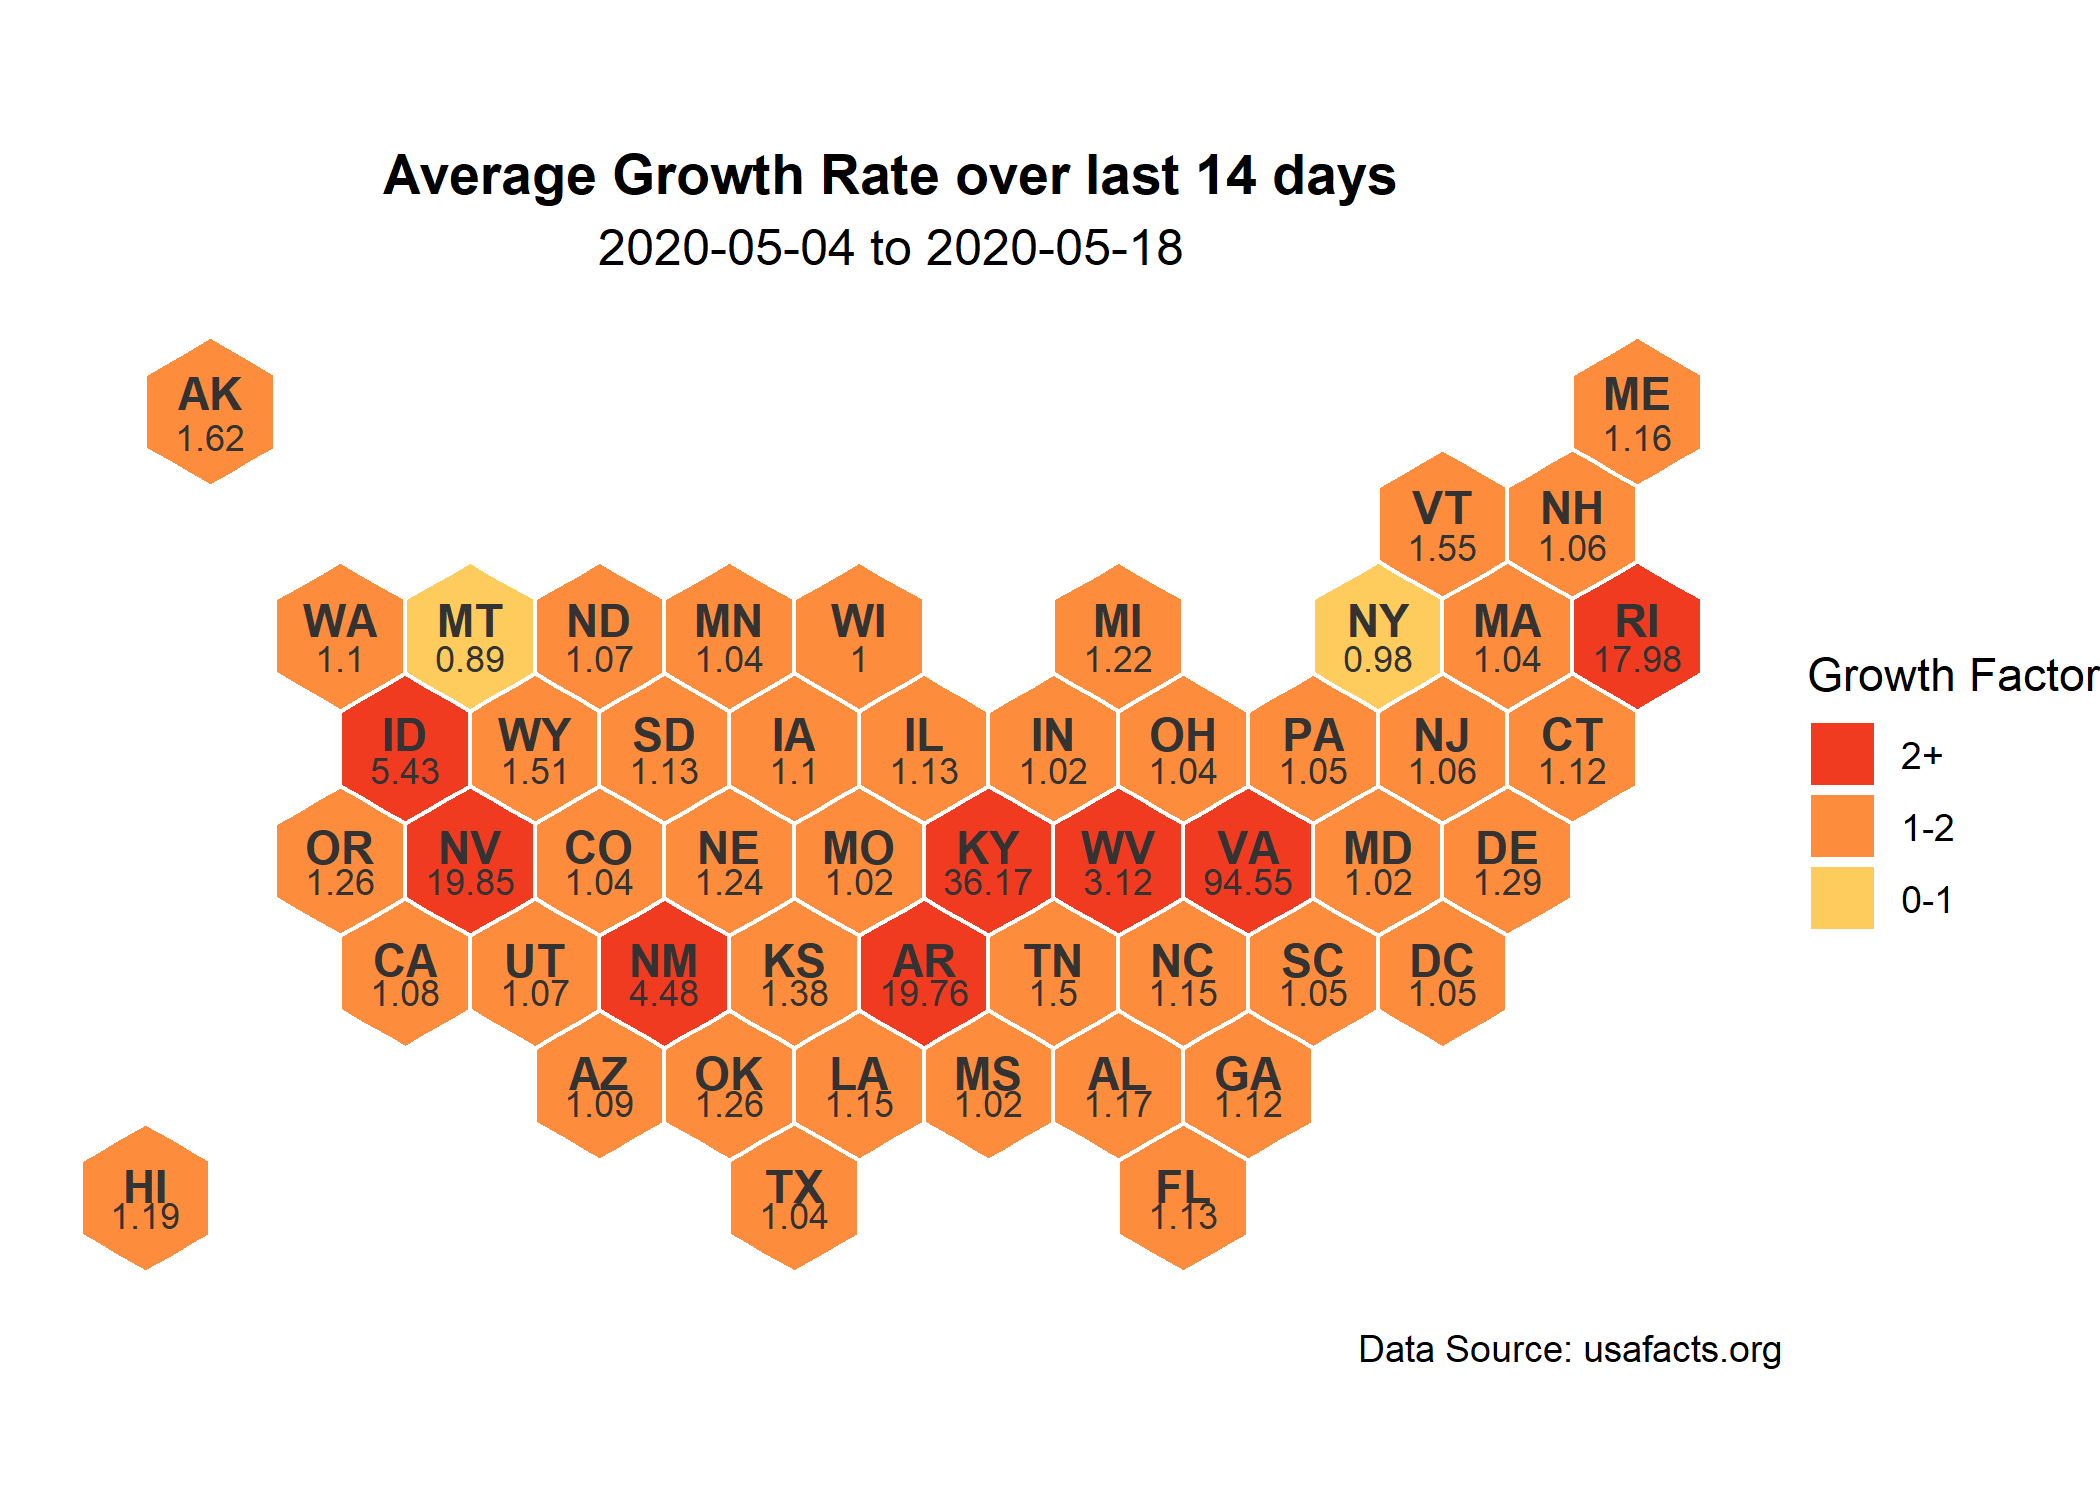 Average Growth Rate over last 14 days
2020-05-04 to 2020-05-18
AK
1.62
ME
1.16
VT
1.55
NH
1.06
WA
1.1
MT
0.89
ND
1.07
MN
1.04
WI
1
MI
1.22
NY
0.98
MA
1.04
RI
17.98
ID
5.43
WY
1.51
SD
1.13
IA
1.1
IL
1.13
IN
1.02
OH
1.04
PA
1.05
NJ
1.06
CT
1.12
OR
1.26
NV
19.85
CO
1.04
NE
1.24
MO
1.02
KY
36.17
WV
3.12
VA
94.55
MD
1.02
DE
1.29
CA
1.08
UT
1.07
NM
4.48
KS
1.38
AR
19.76
TN
1.5
NC
1.15
SC
1.05
DC
1.05
AZ
1.09
OK
1.26
LA
1.15
MS
1.02
AL
1.17
GA
1.12
HI
1.19
TX
1.04
FL
1.13
Growth Factor
2+
1-2
0-1
Data Source: usafacts.org